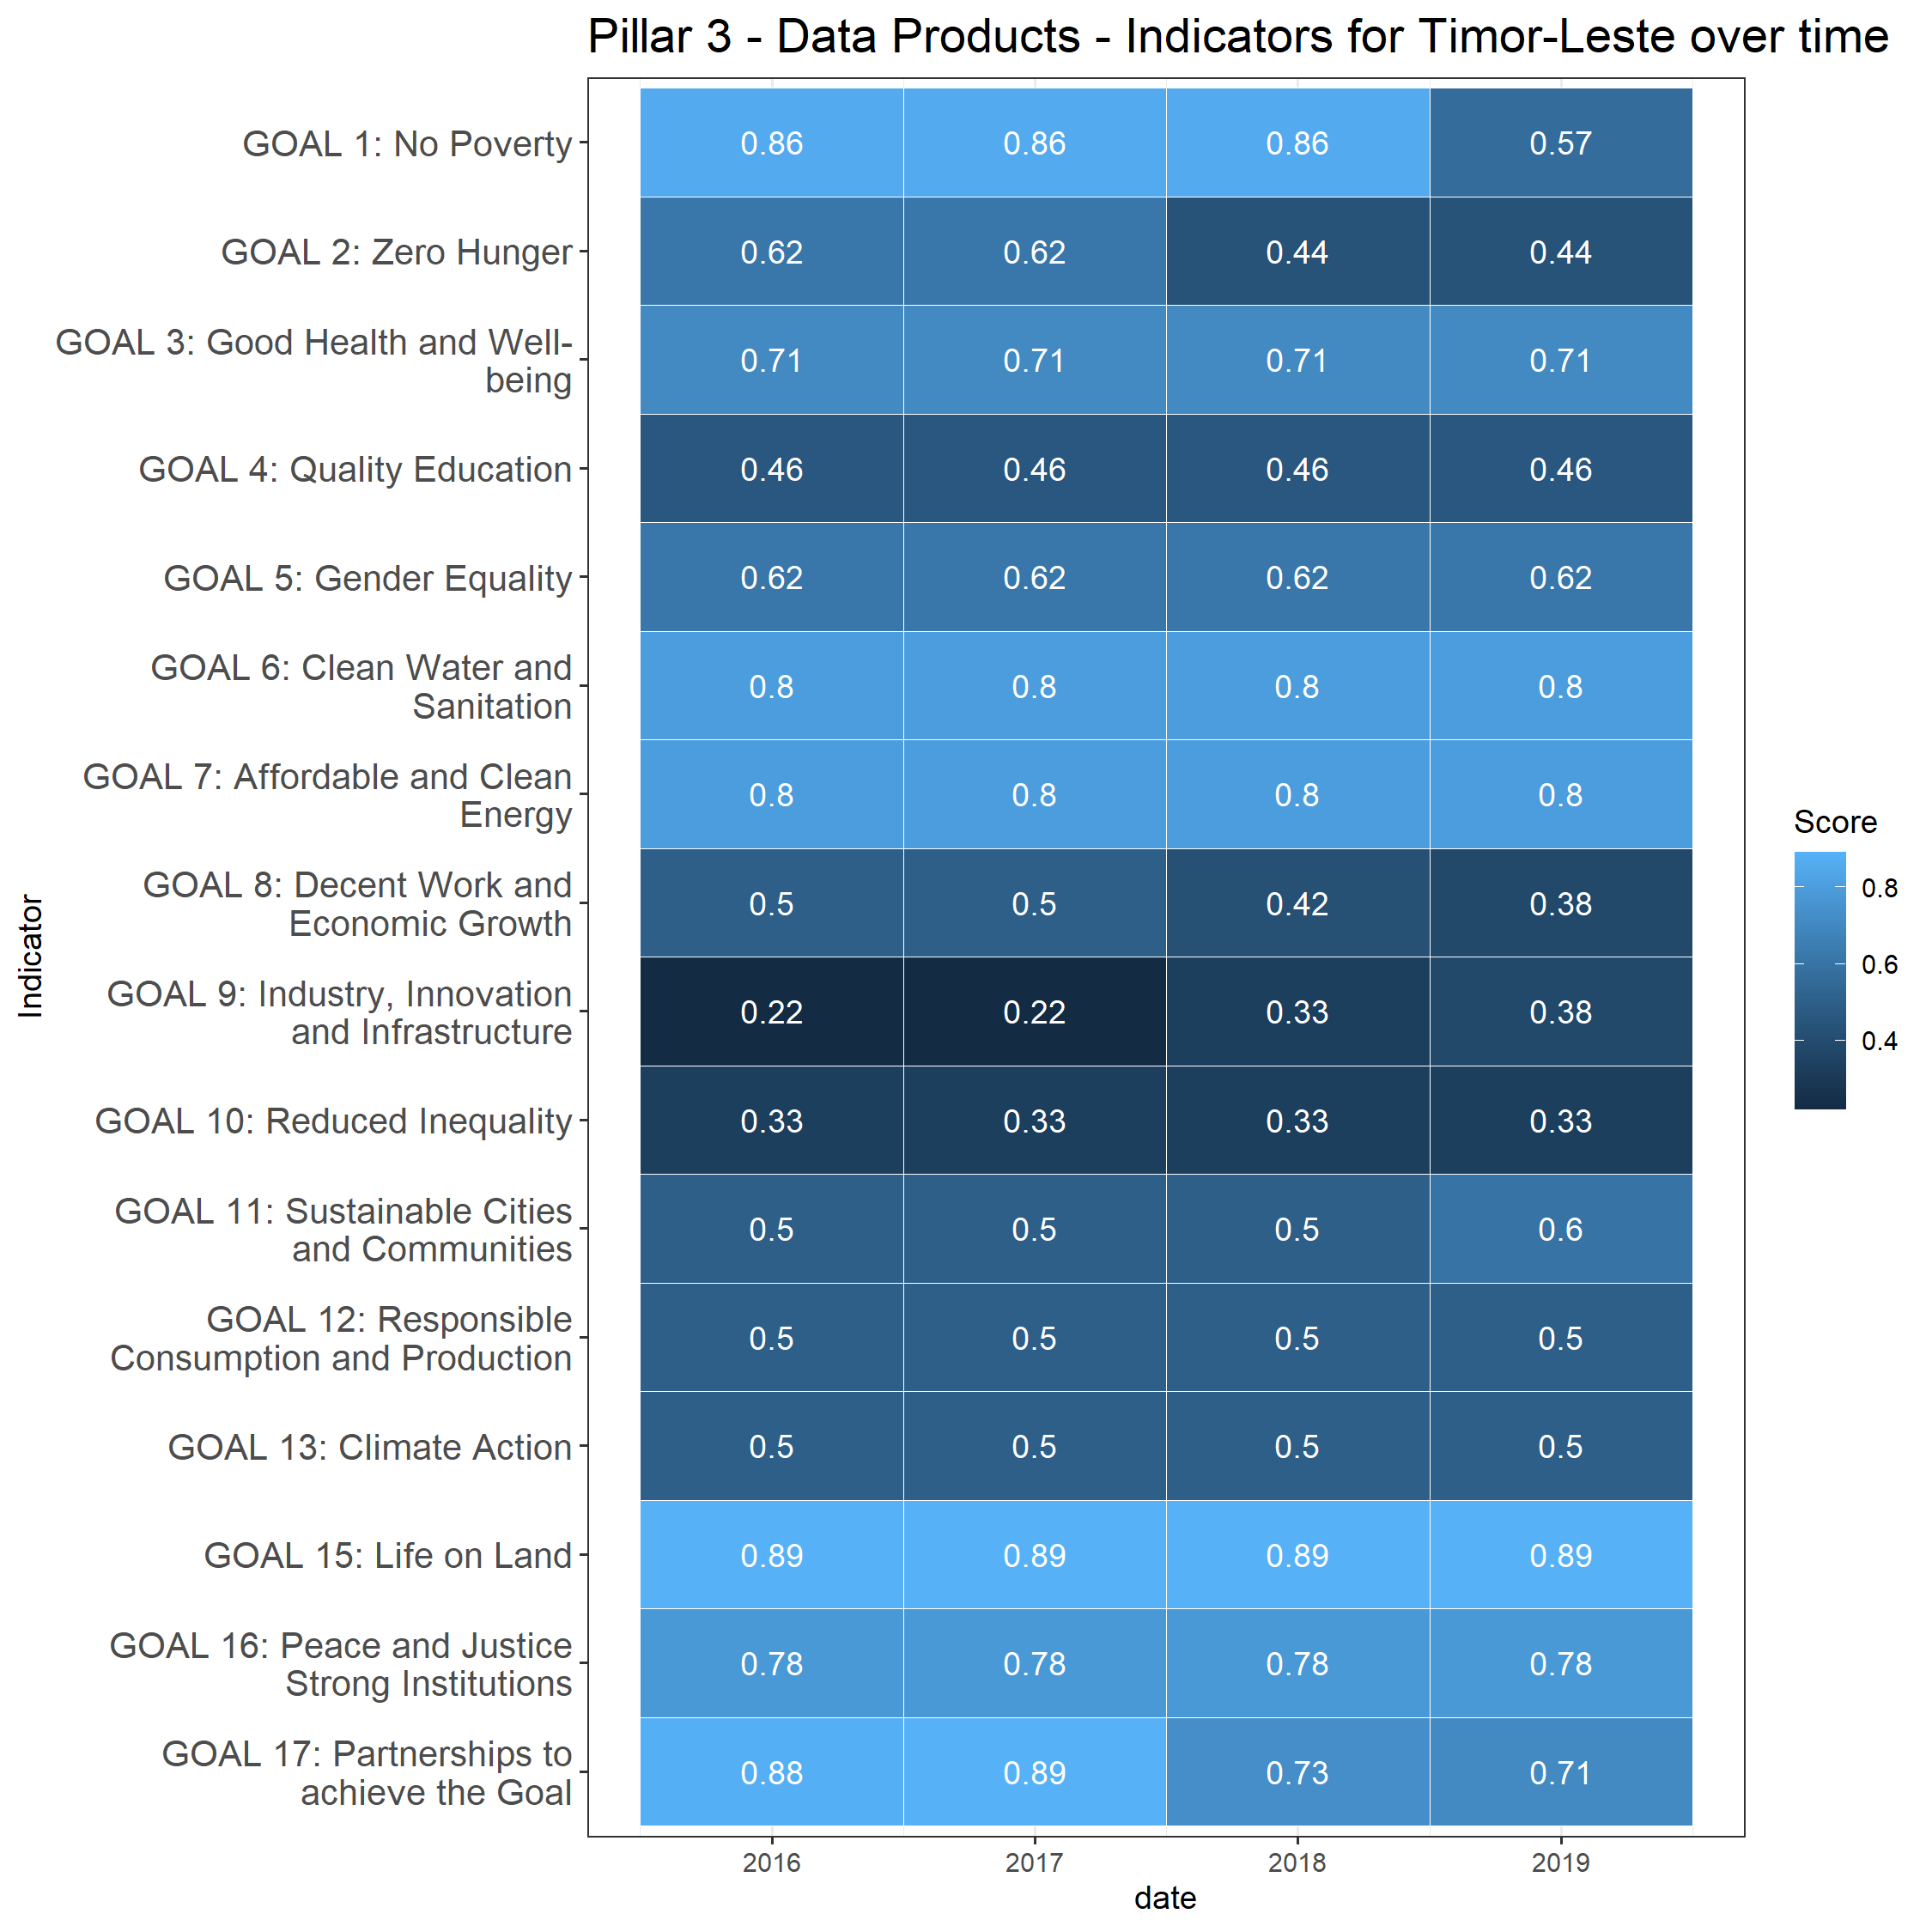 Pillar 3 - Data Products - Indicators for Timor-Leste over time
GOAL 1: No Poverty
0.86 0.86 0.86 0.57
GOAL 2: Zero Hunger
0.62 0.62 0.44 0.44
GOAL 3: Good Health and Well-
being
0.71 0.71 0.71 0.71
GOAL 4: Quality Education
0.46 0.46 0.46 0.46
GOAL 5: Gender Equality
0.62 0.62 0.62 0.62
GOAL 6: Clean Water and
Sanitation
0.8 0.8 0.8 0.8
GOAL 7: Affordable and Clean
Energy
0.8 0.8 0.8 0.8
GOAL 8: Decent Work and
Economic Growth
0.5 0.5 0.42 0.38
GOAL 9: Industry, Innovation
and Infrastructure
0.22 0.22 0.33 0.38
GOAL 10: Reduced Inequality
0.33 0.33 0.33 0.33
GOAL 11: Sustainable Cities
and Communities
0.5 0.5 0.5 0.6
GOAL 12: Responsible
Consumption and Production
0.5 0.5 0.5 0.5
GOAL 13: Climate Action
0.5 0.5 0.5 0.5
GOAL 15: Life on Land
0.89 0.89 0.89 0.89
GOAL 16: Peace and Justice
Strong Institutions
0.78 0.78 0.78 0.78
GOAL 17: Partnerships to
achieve the Goal
0.88 0.89 0.73 0.71
2016 2017 2018 2019
date
Indicator
Score
0.8
0.6
0.4